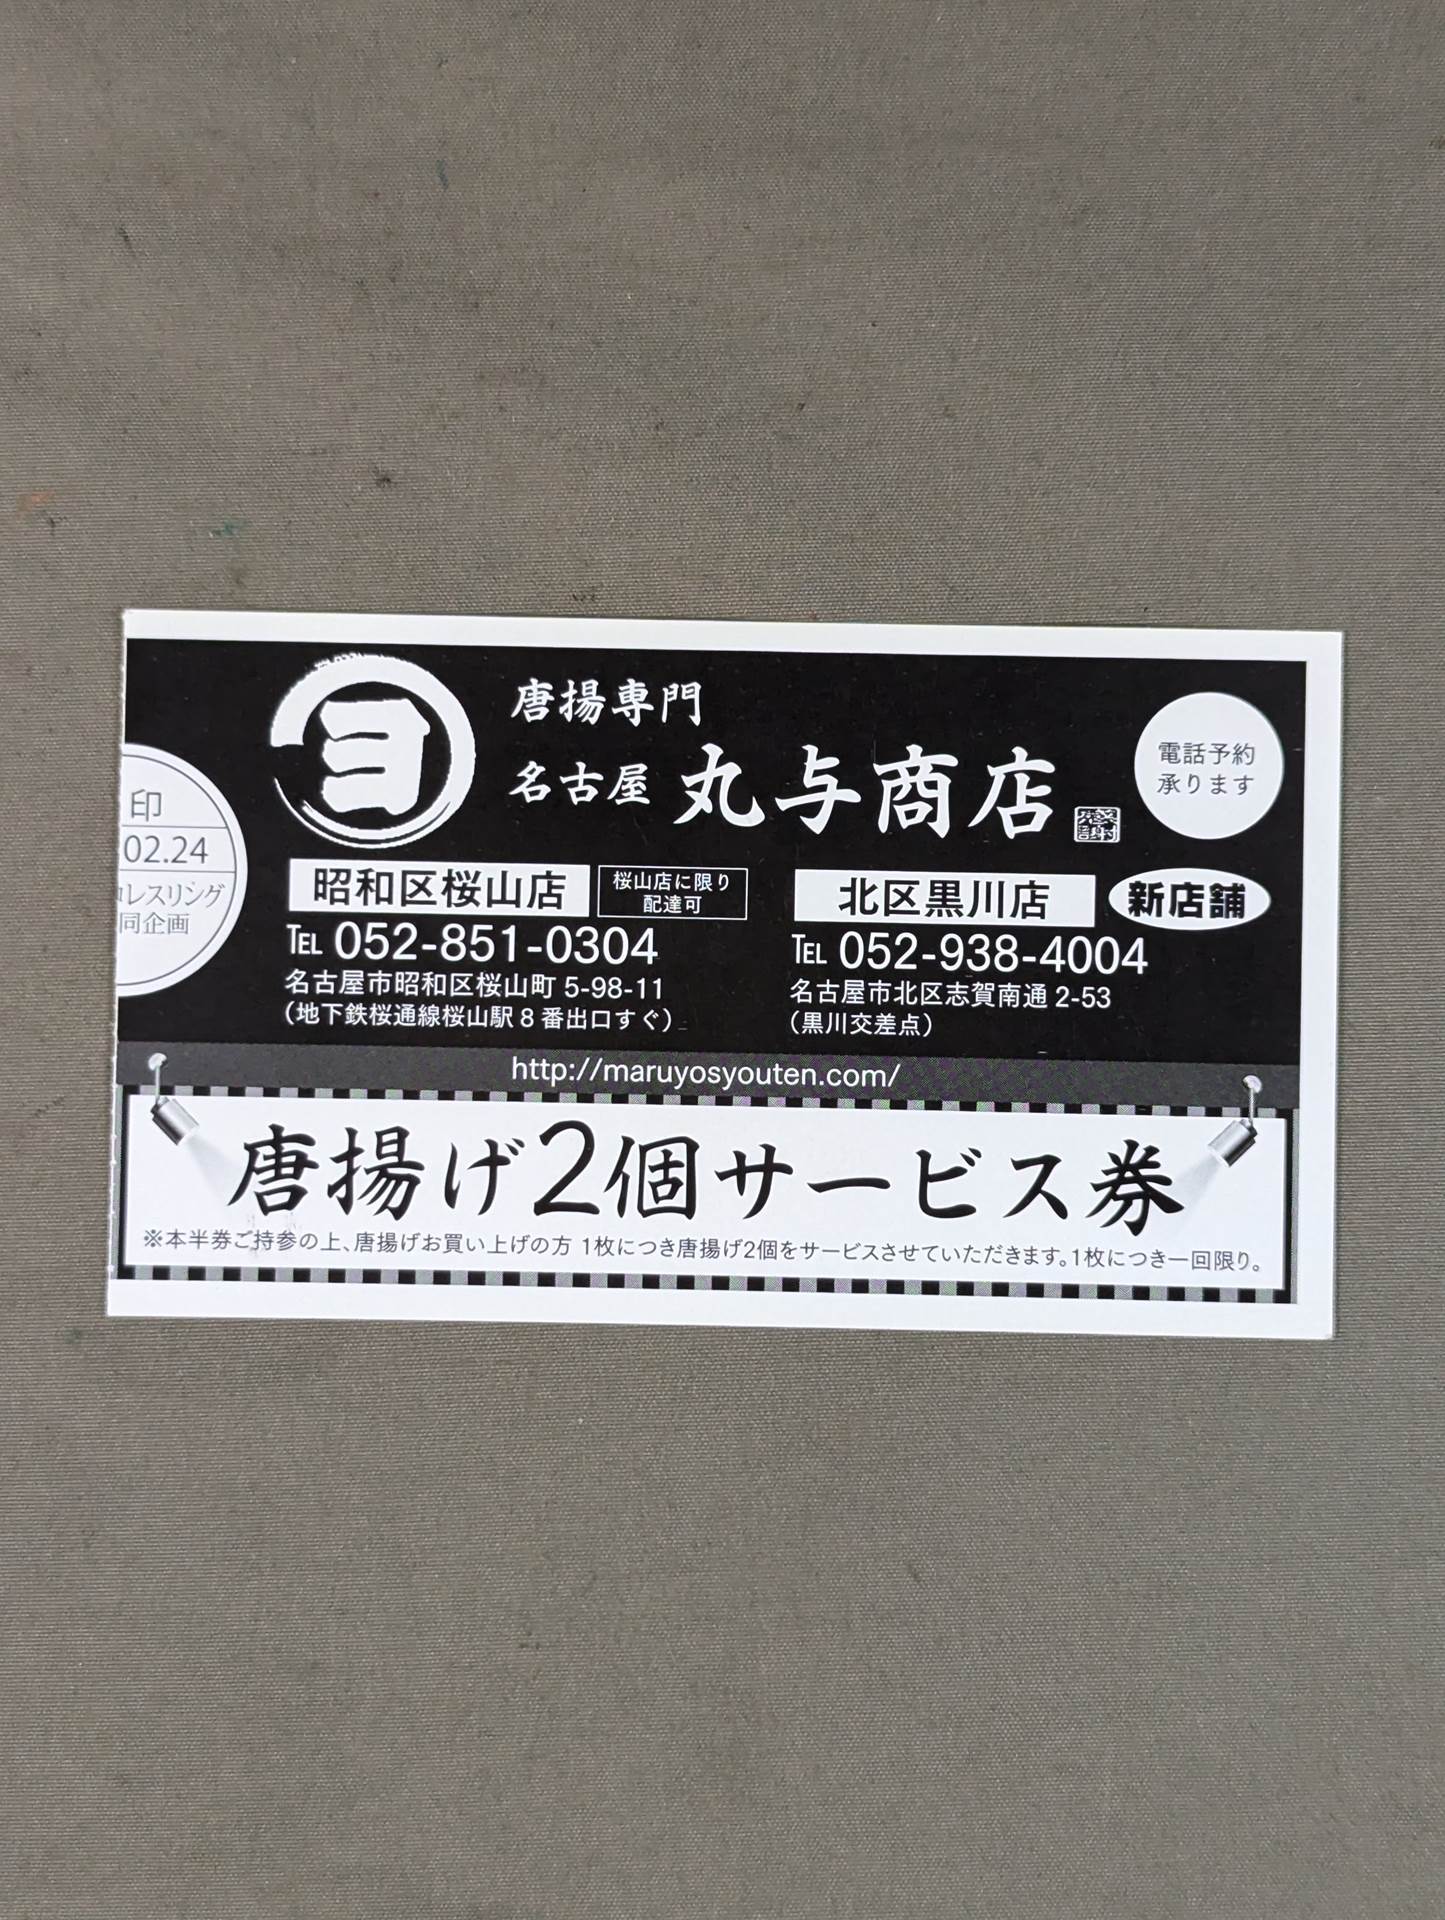 印
02.24
レスリング
同企画
ヨ
唐揚専門
名古屋 丸与商店
電話予約
承ります
昭和区桜山店
桜山店に限り
配達可
TEL 052-851-0304
名古屋市昭和区桜山町 5-98-11
（地下鉄桜通線桜山駅 8 番出口すぐ）
北区黒川店
新店舗
TEL 052-938-4004
名古屋市北区志賀南通 2-53
（黒川交差点）
http://maruyosyouten.com/
唐揚げ2個サービス券
※本半券ご持参の上、唐揚げお買い上げの方 1枚につき唐揚げ2個をサービスさせていただきます。1枚につき一回限り。